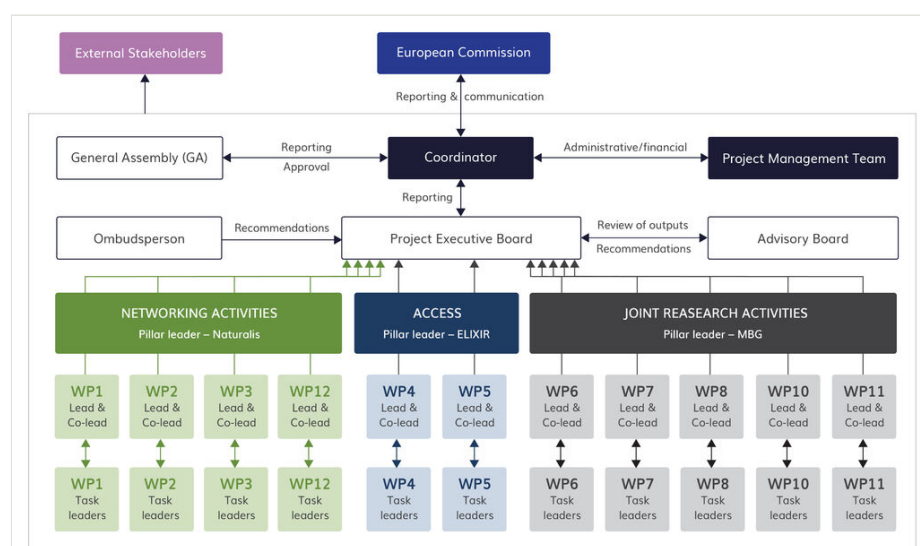 External Stakeholders
European Commission
Reporting & communication
General Assembly (GA)
Reporting
Approval
Coordinator
Administrative/financial
Project Management Team
Reporting
Ombudsperson
Recommendations
Project Executive Board
Review of outputs
Recommendations
Advisory Board
NETWORKING ACTIVITIES
Pillar leader – Naturalis
ACCESS
Pillar leader – ELIXIR
JOINT REASEARCH ACTIVITIES
Pillar leader – MBG
WP1
Lead &
Co-lead
WP2
Lead &
Co-lead
WP3
Lead &
Co-lead
WP12
Lead &
Co-lead
WP4
Lead &
Co-lead
WP5
Lead &
Co-lead
WP6
Lead &
Co-lead
WP7
Lead &
Co-lead
WP8
Lead &
Co-lead
WP10
Lead &
Co-lead
WP11
Lead &
Co-lead
WP1
Task
leaders
WP2
Task
leaders
WP3
Task
leaders
WP12
Task
leaders
WP4
Task
leaders
WP5
Task
leaders
WP6
Task
leaders
WP7
Task
leaders
WP8
Task
leaders
WP10
Task
leaders
WP11
Task
leaders